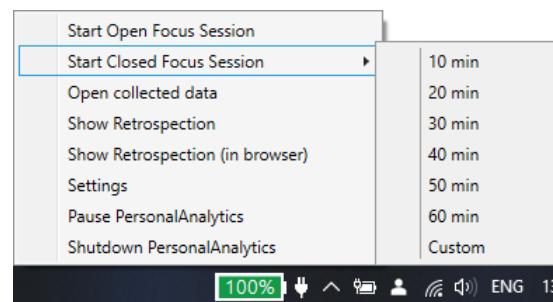 Start Open Focus Session
Start Closed Focus Session
Open collected data
Show Retrospection
Show Retrospection (in browser)
Settings
Pause PersonalAnalytics
Shutdown PersonalAnalytics
10 min
20 min
30 min
40 min
50 min
60 min
Custom
100% ENG